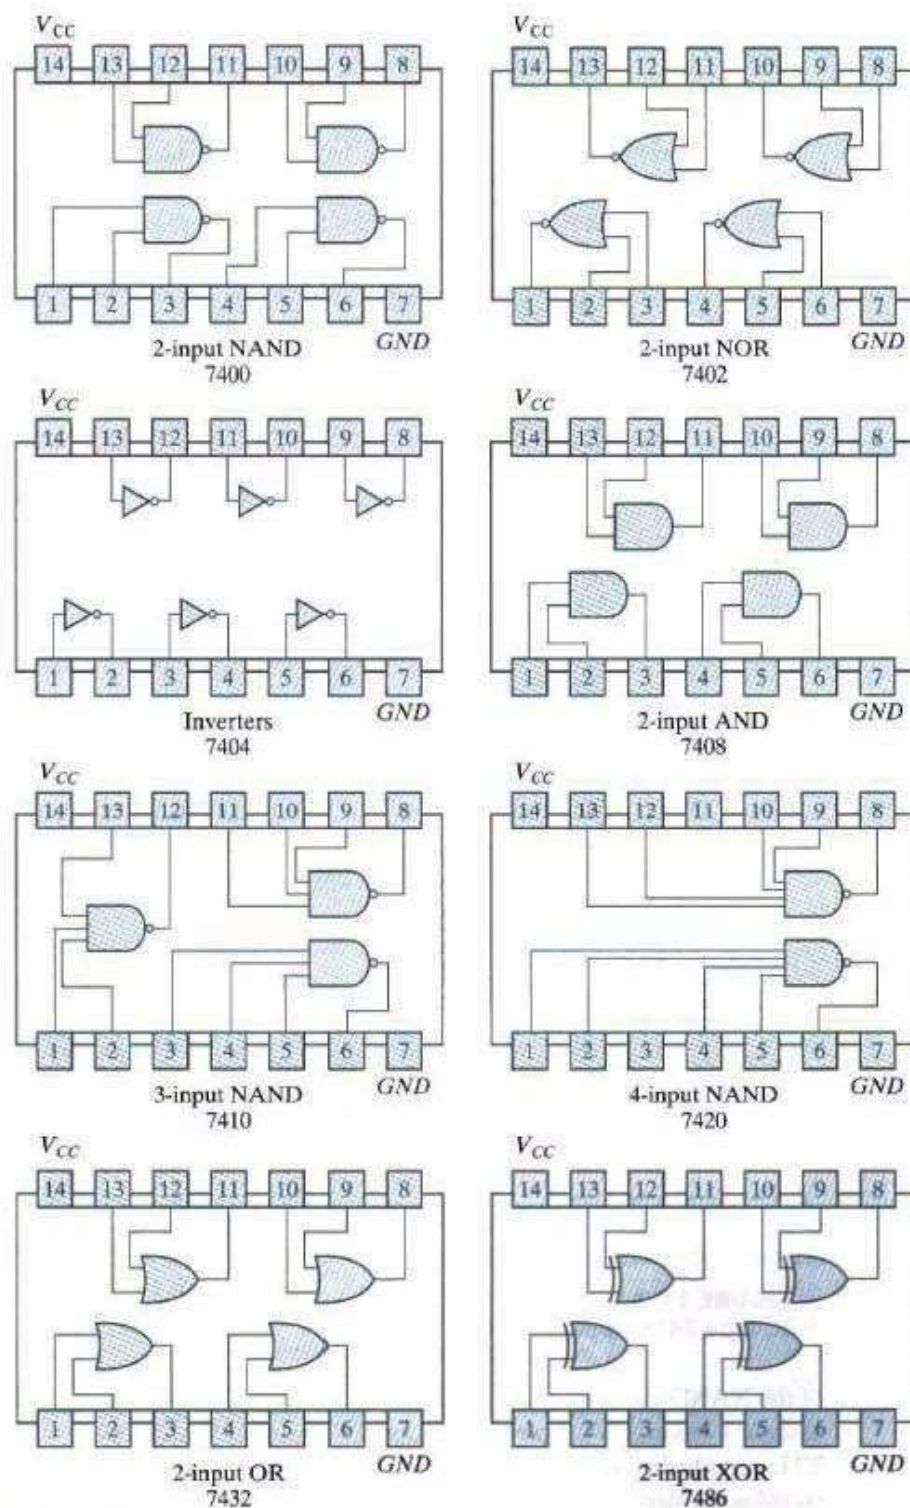 VCC
14 13 12 11 10 9 8
1 2 3 4 5 6 7
2-input NAND GND
7400
VCC
14 13 12 11 10 9 8
1 2 3 4 5 6 7
2-input NOR GND
7402
VCC
14 13 12 11 10 9 8
1 2 3 4 5 6 7
Inverters GND
7404
VCC
14 13 12 11 10 9 8
1 2 3 4 5 6 7
2-input AND GND
7408
VCC
14 13 12 11 10 9 8
1 2 3 4 5 6 7
3-input NAND GND
7410
VCC
14 13 12 11 10 9 8
1 2 3 4 5 6 7
4-input NAND GND
7420
VCC
14 13 12 11 10 9 8
1 2 3 4 5 6 7
2-input OR GND
7432
VCC
14 13 12 11 10 9 8
1 2 3 4 5 6 7
2-input XOR GND
7486